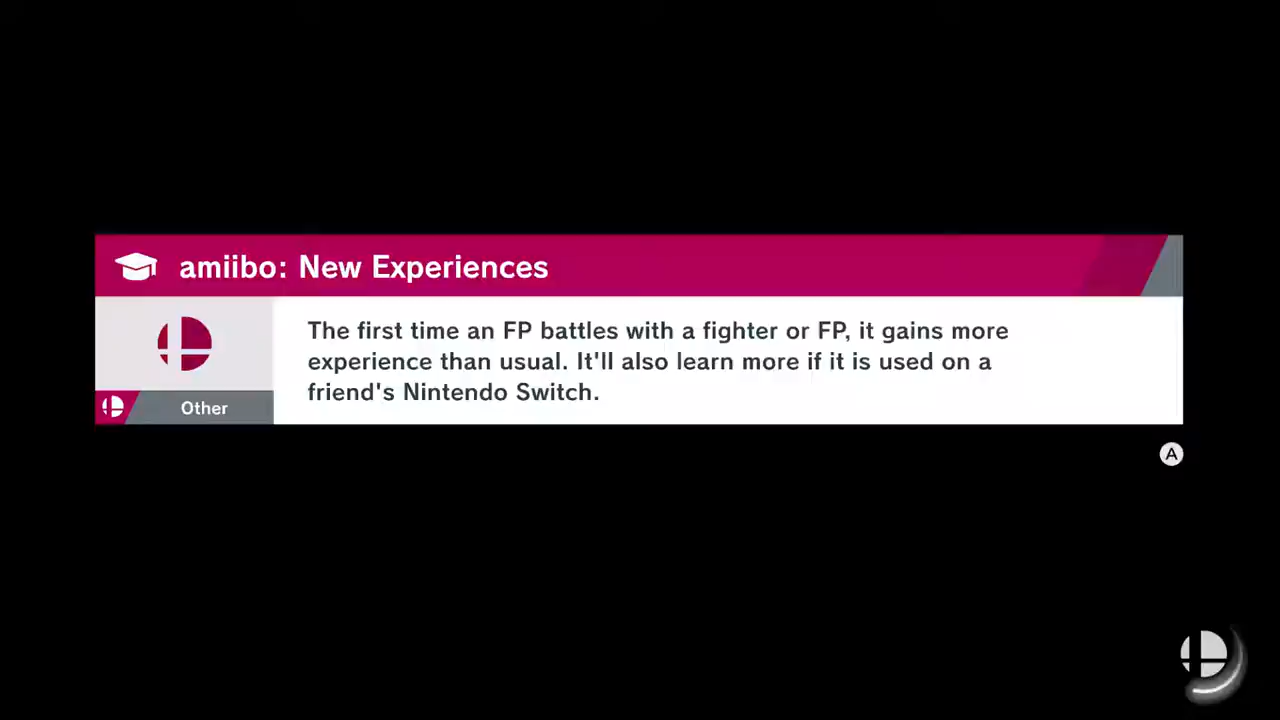 amiibo: New Experiences
The first time an FP battles with a fighter or FP, it gains more
experience than usual. It'll also learn more if it is used on a
friend's Nintendo Switch.
Other
A